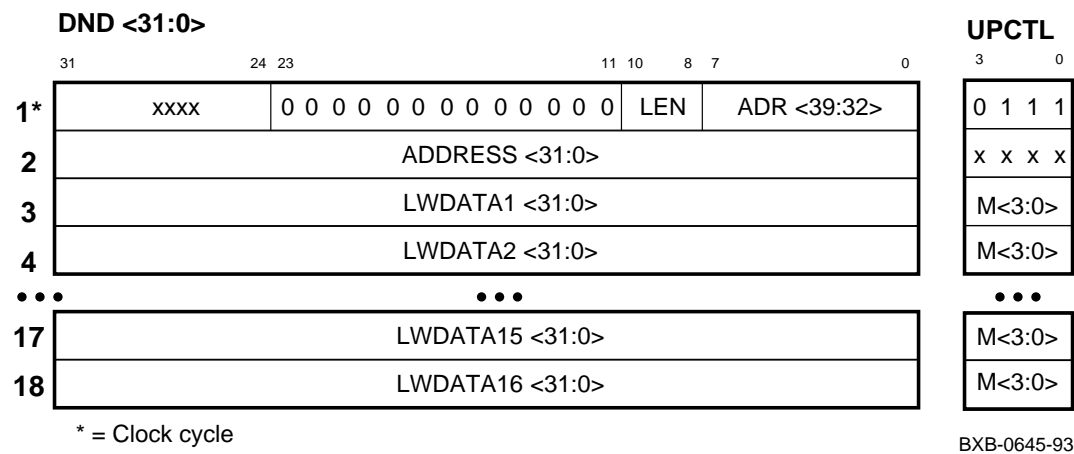 DND <31:0> UPCTL
31 24 23 11 10 8 7 0 3 0
1* xxxx 0 0 0 0 0 0 0 0 0 0 0 0 0 LEN ADR <39:32> 0 1 1 1
2 ADDRESS <31:0> x x x x
3 LWDATA1 <31:0> M<3:0>
4 LWDATA2 <31:0> M<3:0>
••• ••• •••
17 LWDATA15 <31:0> M<3:0>
18 LWDATA16 <31:0> M<3:0>
* = Clock cycle
BXB-0645-93